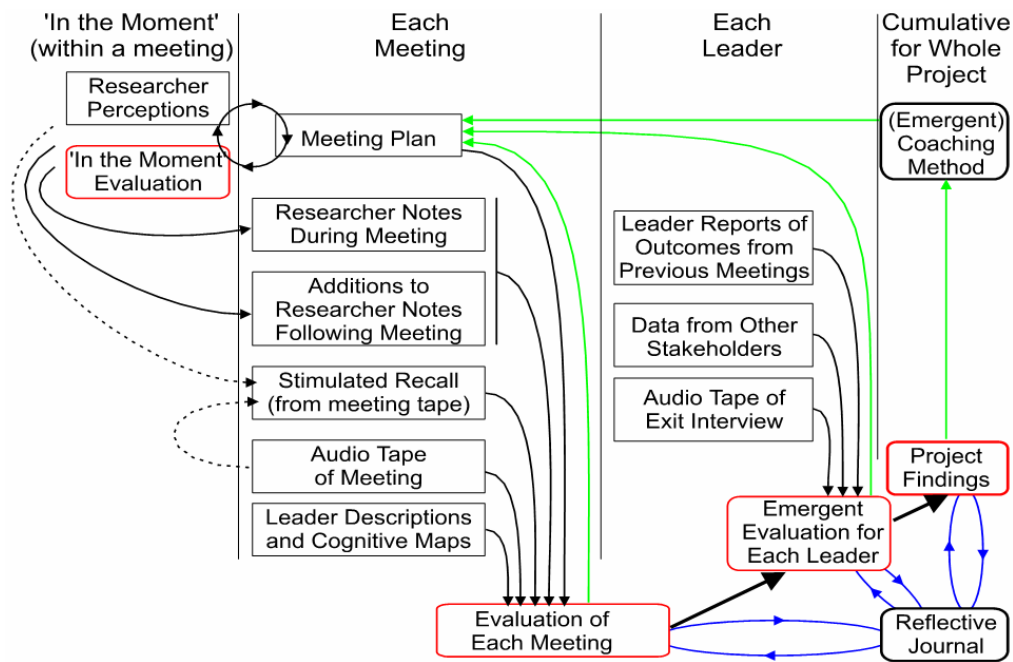 'In the Moment'
(within a meeting)
Each
Meeting
Each
Leader
Cumulative
for Whole
Project
Researcher
Perceptions
'In the Moment'
Evaluation
Meeting Plan
Researcher Notes
During Meeting
Additions to
Researcher Notes
Following Meeting
Stimulated Recall
(from meeting tape)
Audio Tape
of Meeting
Leader Descriptions
and Cognitive Maps
Evaluation of
Each Meeting
Leader Reports of
Outcomes from
Previous Meetings
Data from Other
Stakeholders
Audio Tape of
Exit Interview
Emergent
Evaluation for
Each Leader
(Emergent)
Coaching
Method
Project
Findings
Reflective
Journal